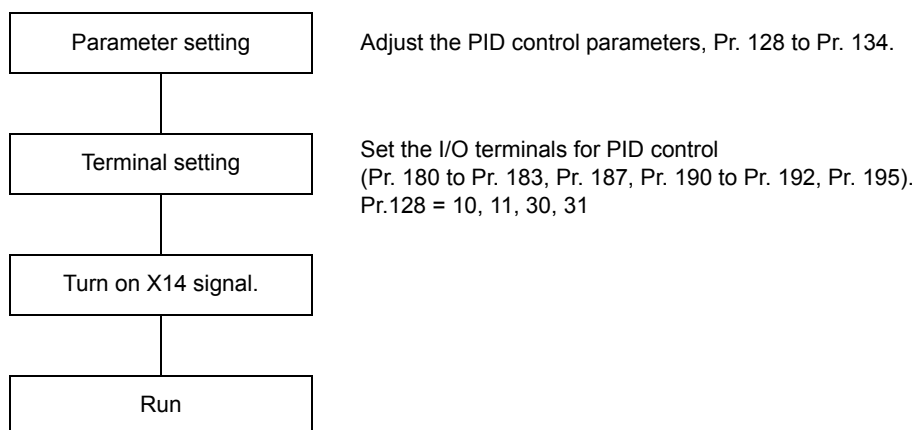 Parameter setting
Adjust the PID control parameters, Pr. 128 to Pr. 134.
Terminal setting
Set the I/O terminals for PID control
(Pr. 180 to Pr. 183, Pr. 187, Pr. 190 to Pr. 192, Pr. 195).
Pr.128 = 10, 11, 30, 31
Turn on X14 signal.
Run